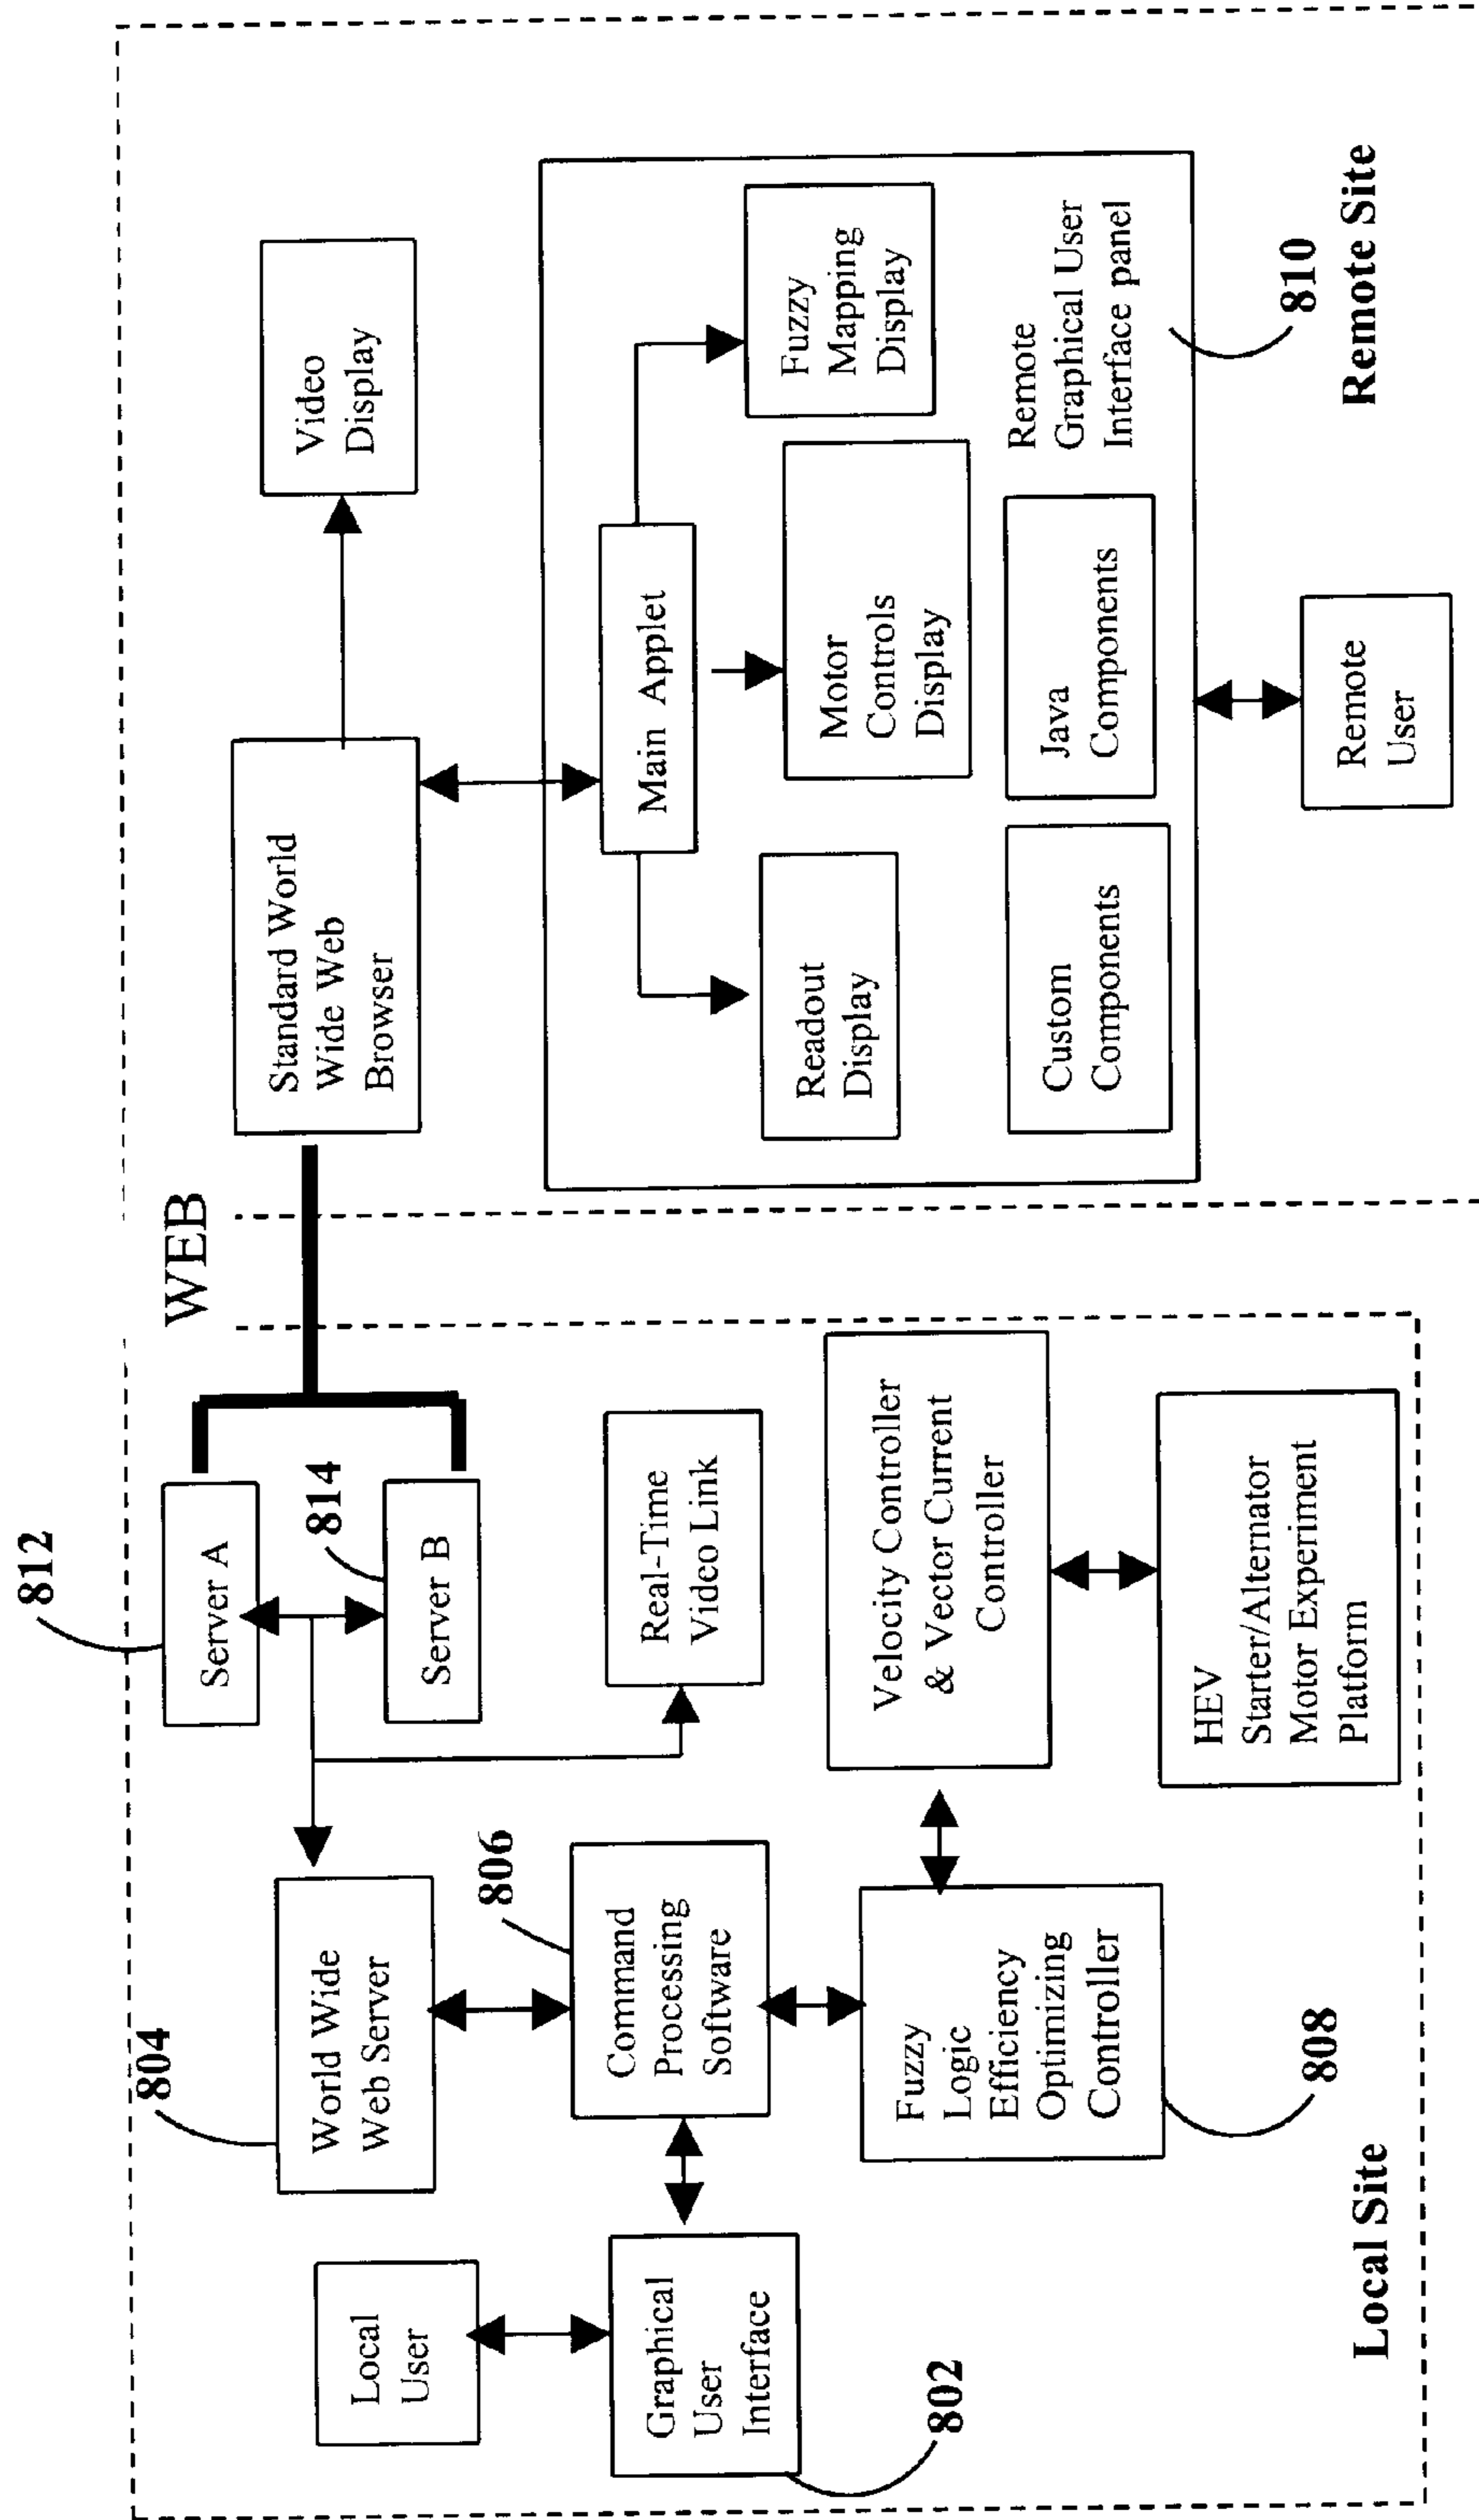 812
WEB
804
Server A
814
Server B
World Wide
Web Server
806
Local
User
Real-Time
Video Link
Command
Processing
Software
Graphical
User
Interface
802
Velocity Controller
& Vector Current
Controller
Fuzzy
Logic
Efficiency
Optimizing
Controller
808
HEV
Starter/Alternator
Motor Experiment
Platform
Local Site
Standard World
Wide Web
Browser
Video
Display
Main Applet
Readout
Display
Motor
Controls
Display
Fuzzy
Mapping
Display
Custom
Components
Java
Components
Remote
Graphical User
Interface panel
810
Remote
User
Remote Site